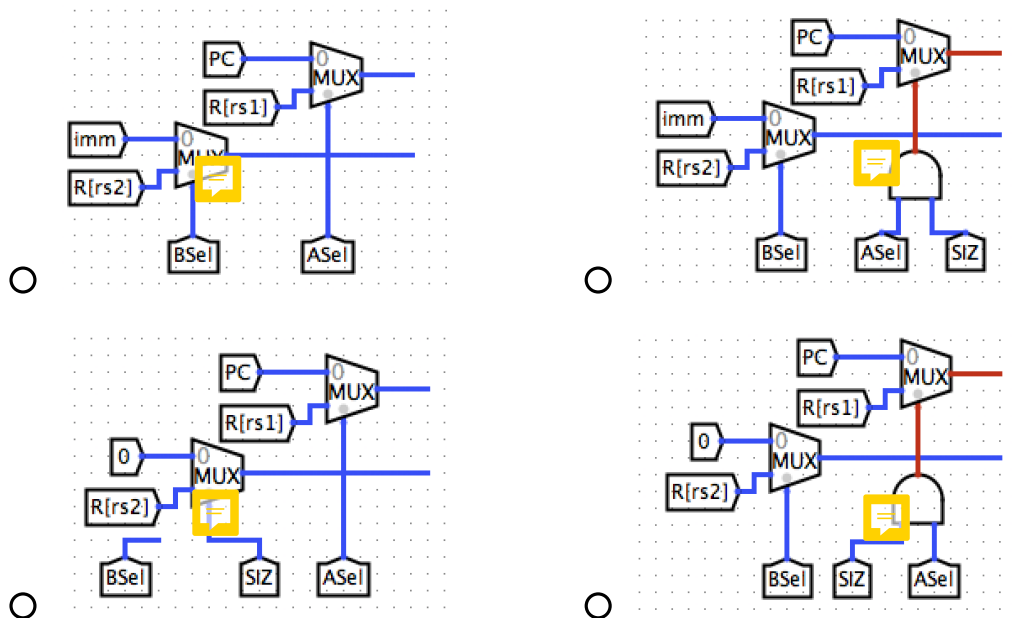 PC
0
MUX
R[rs1]
imm
0
MUX
R[rs2]
BSel
ASel
PC
0
MUX
R[rs1]
imm
0
MUX
R[rs2]
BSel
ASel
SIZ
PC
0
MUX
R[rs1]
0
0
MUX
R[rs2]
BSel
SIZ
ASel
PC
0
MUX
R[rs1]
0
0
MUX
R[rs2]
BSel
SIZ
ASel